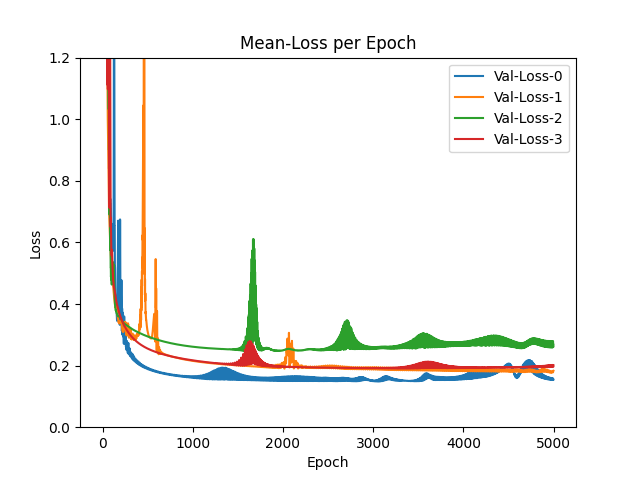 Mean-Loss per Epoch
Val-Loss-0
Val-Loss-1
Val-Loss-2
Val-Loss-3
Loss
1.2
1.0
0.8
0.6
0.4
0.2
0.0
0 1000 2000 3000 4000 5000
Epoch